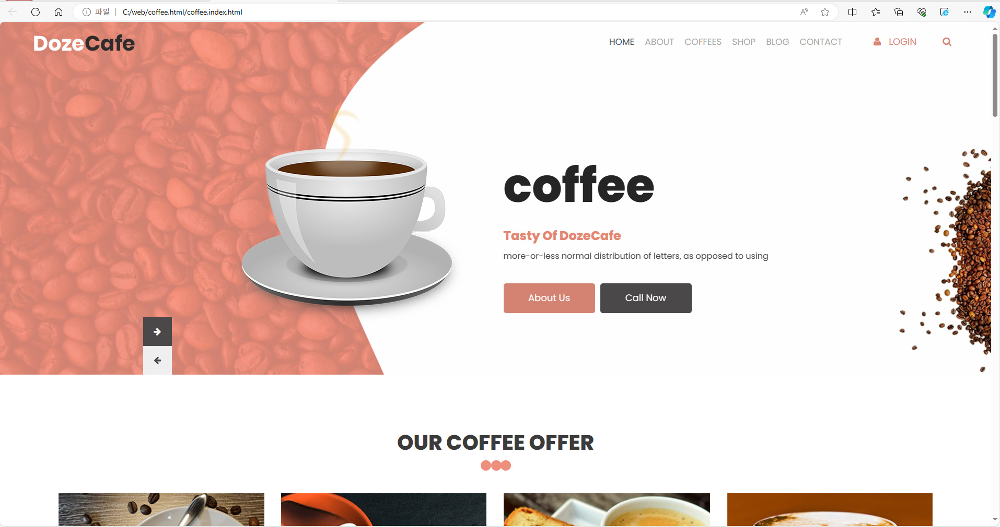 파일 C:/web/coffee.html/coffee.index.html
DozeCafe
HOME ABOUT COFFEES SHOP BLOG CONTACT LOGIN
coffee
Tasty Of DozeCafe
more-or-less normal distribution of letters, as opposed to using
About Us Call Now
OUR COFFEE OFFER